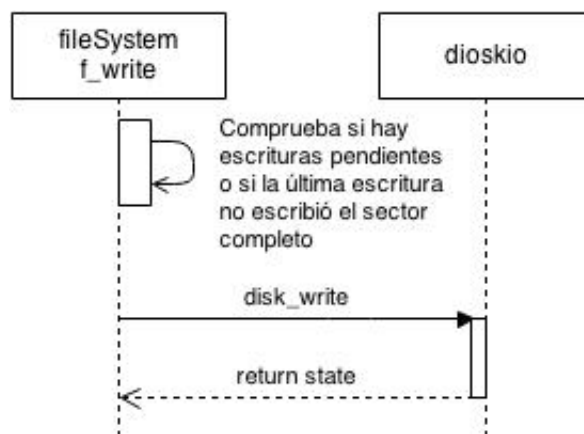 fileSystem
f_write
dioskio
Comprueba si hay
escrituras pendientes
o si la última escritura
no escribió el sector
completo
disk_write
return state